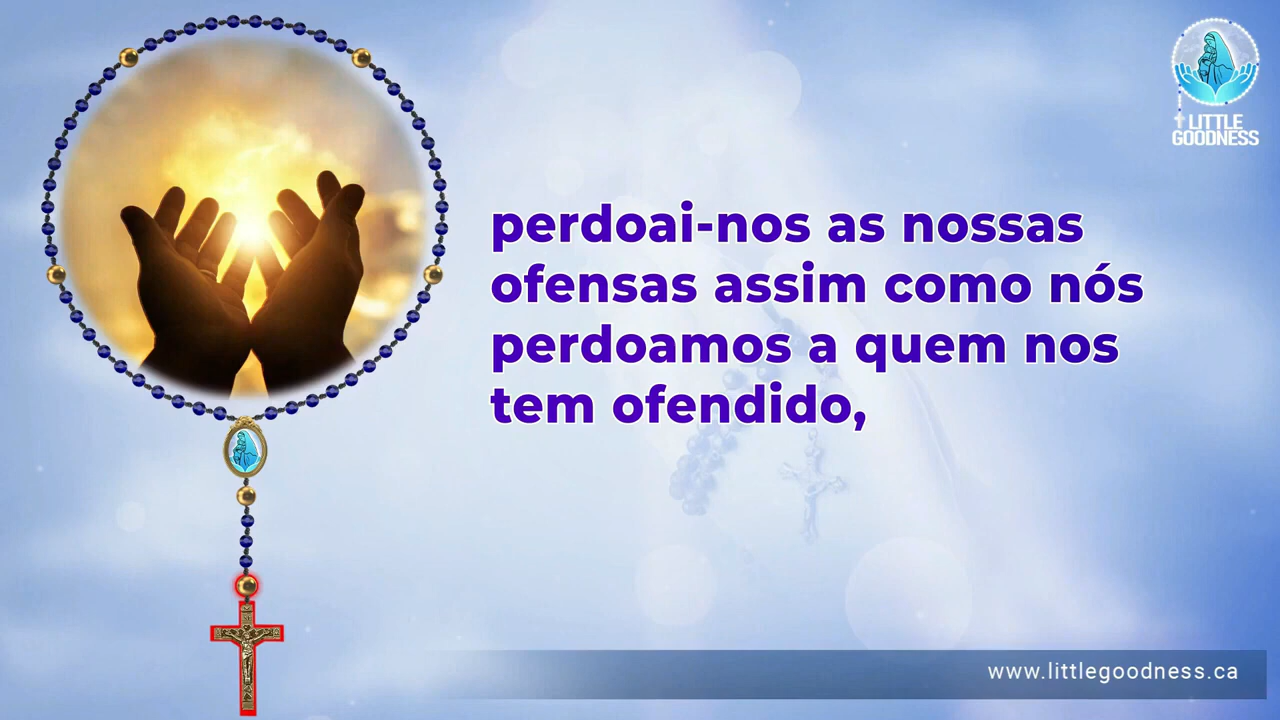 LITTLE
GOODNESS
perdoai-nos as nossas
ofensas assim como nós
perdoamos a quem nos
tem ofendido,
www.littlegoodness.ca